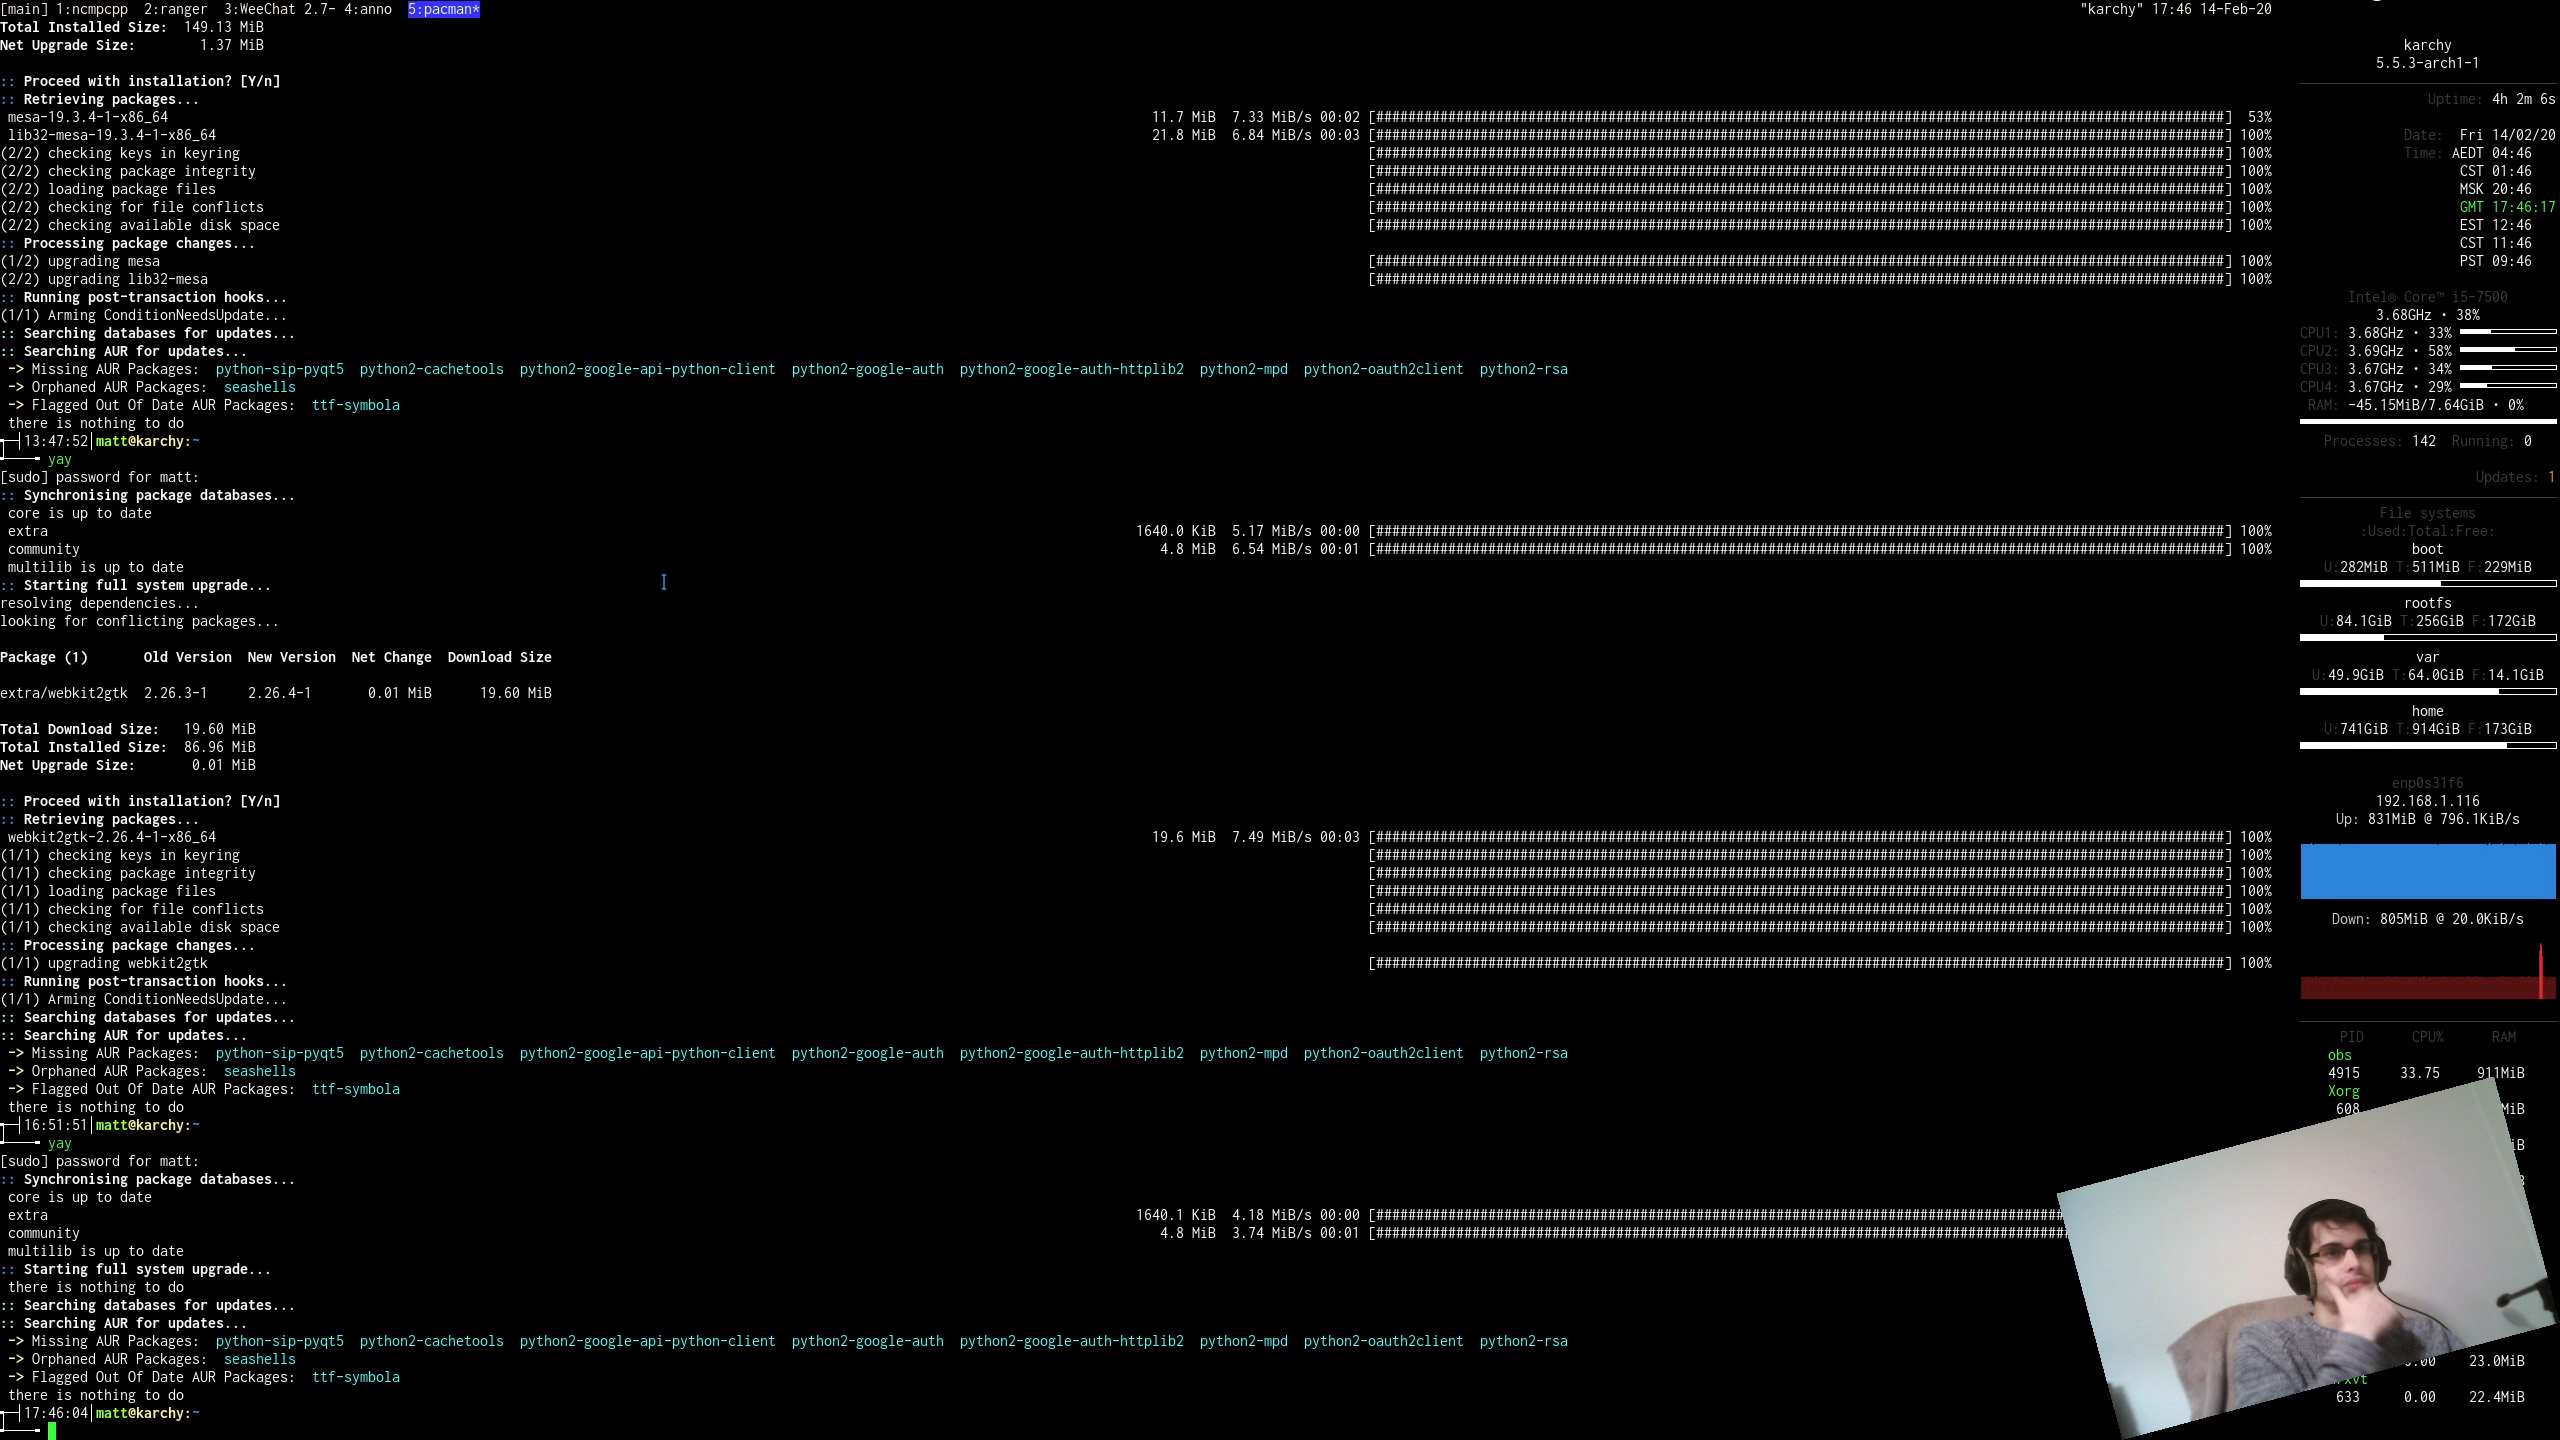 [main] 1:ncmpcpp  2:ranger  3:WeeChat 2.7- 4:anno  5:pacman*  "karchy" 17:46 14-Feb-20
Total Installed Size:  149.13 MiB
Net Upgrade Size:        1.37 MiB
:: Proceed with installation? [Y/n]
:: Retrieving packages...
mesa-19.3.4-1-x86_64  11.7 MiB  7.33 MiB/s 00:02 [###########################################################################################################] 53%
lib32-mesa-19.3.4-1-x86_64  21.8 MiB  6.84 MiB/s 00:03 [###########################################################################################################] 100%
(2/2) checking keys in keyring [###########################################################################################################] 100%
(2/2) checking package integrity [###########################################################################################################] 100%
(2/2) loading package files [###########################################################################################################] 100%
(2/2) checking for file conflicts [###########################################################################################################] 100%
(2/2) checking available disk space [###########################################################################################################] 100%
:: Processing package changes...
(1/2) upgrading mesa [###########################################################################################################] 100%
(2/2) upgrading lib32-mesa [###########################################################################################################] 100%
:: Running post-transaction hooks...
(1/1) Arming ConditionNeedsUpdate...
:: Searching databases for updates...
:: Searching AUR for updates...
-> Missing AUR Packages:  python-sip-pyqt5  python2-cachetools  python2-google-api-python-client  python2-google-auth  python2-google-auth-httplib2  python2-mpd  python2-oauth2client  python2-rsa
-> Orphaned AUR Packages:  seashells
-> Flagged Out Of Date AUR Packages:  ttf-symbola
there is nothing to do
13:47:52|matt@karchy:~
yay
[sudo] password for matt:
:: Synchronising package databases...
core is up to date
extra  1640.0 KiB  5.17 MiB/s 00:00 [###########################################################################################################] 100%
community  4.8 MiB  6.54 MiB/s 00:01 [###########################################################################################################] 100%
multilib is up to date
:: Starting full system upgrade...
resolving dependencies...
looking for conflicting packages...
Package (1)       Old Version  New Version  Net Change  Download Size
extra/webkit2gtk  2.26.3-1     2.26.4-1       0.01 MiB      19.60 MiB
Total Download Size:   19.60 MiB
Total Installed Size:  86.96 MiB
Net Upgrade Size:       0.01 MiB
:: Proceed with installation? [Y/n]
:: Retrieving packages...
webkit2gtk-2.26.4-1-x86_64  19.6 MiB  7.49 MiB/s 00:03 [###########################################################################################################] 100%
(1/1) checking keys in keyring [###########################################################################################################] 100%
(1/1) checking package integrity [###########################################################################################################] 100%
(1/1) loading package files [###########################################################################################################] 100%
(1/1) checking for file conflicts [###########################################################################################################] 100%
(1/1) checking available disk space [###########################################################################################################] 100%
:: Processing package changes...
(1/1) upgrading webkit2gtk [###########################################################################################################] 100%
:: Running post-transaction hooks...
(1/1) Arming ConditionNeedsUpdate...
:: Searching databases for updates...
:: Searching AUR for updates...
-> Missing AUR Packages:  python-sip-pyqt5  python2-cachetools  python2-google-api-python-client  python2-google-auth  python2-google-auth-httplib2  python2-mpd  python2-oauth2client  python2-rsa
-> Orphaned AUR Packages:  seashells
-> Flagged Out Of Date AUR Packages:  ttf-symbola
there is nothing to do
16:51:51|matt@karchy:~
yay
[sudo] password for matt:
:: Synchronising package databases...
core is up to date
extra  1640.1 KiB  4.18 MiB/s 00:00 [######################################################################################
community  4.8 MiB  3.74 MiB/s 00:01 [######################################################################################
multilib is up to date
:: Starting full system upgrade...
there is nothing to do
:: Searching databases for updates...
:: Searching AUR for updates...
-> Missing AUR Packages:  python-sip-pyqt5  python2-cachetools  python2-google-api-python-client  python2-google-auth  python2-google-auth-httplib2  python2-mpd  python2-oauth2client  python2-rsa
-> Orphaned AUR Packages:  seashells
-> Flagged Out Of Date AUR Packages:  ttf-symbola
there is nothing to do
17:46:04|matt@karchy:~
karchy
5.5.3-arch1-1
Uptime: 4h 2m 6s
Date:  Fri 14/02/20
Time: AEDT 04:46
CST 01:46
MSK 20:46
GMT 17:46:17
EST 12:46
CST 11:46
PST 09:46
Intel® Core™ i5-7500
3.68GHz • 38%
CPU1: 3.68GHz • 33%
CPU2: 3.69GHz • 58%
CPU3: 3.67GHz • 34%
CPU4: 3.67GHz • 29%
RAM: -45.15MiB/7.64GiB • 0%
Processes: 142  Running: 0
Updates: 1
File systems
:Used:Total:Free:
boot
U:282MiB T:511MiB F:229MiB
rootfs
U:84.1GiB T:256GiB F:172GiB
var
U:49.9GiB T:64.0GiB F:14.1GiB
home
U:741GiB T:914GiB F:173GiB
enp0s31f6
192.168.1.116
Up: 831MiB @ 796.1KiB/s
Down: 805MiB @ 20.0KiB/s
PID      CPU%      RAM
obs
4915     33.75     911MiB
Xorg
608 MiB
23.0MiB
633      0.00    22.4MiB